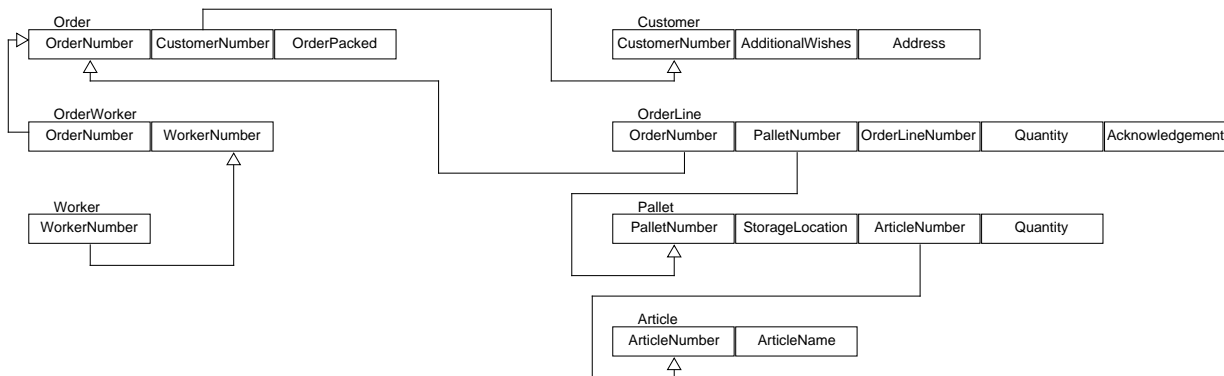 Order
OrderNumber CustomerNumber OrderPacked
Customer
CustomerNumber AdditionalWishes Address
OrderWorker
OrderNumber WorkerNumber
OrderLine
OrderNumber PalletNumber OrderLineNumber Quantity Acknowledgement
Worker
WorkerNumber
Pallet
PalletNumber StorageLocation ArticleNumber Quantity
Article
ArticleNumber ArticleName